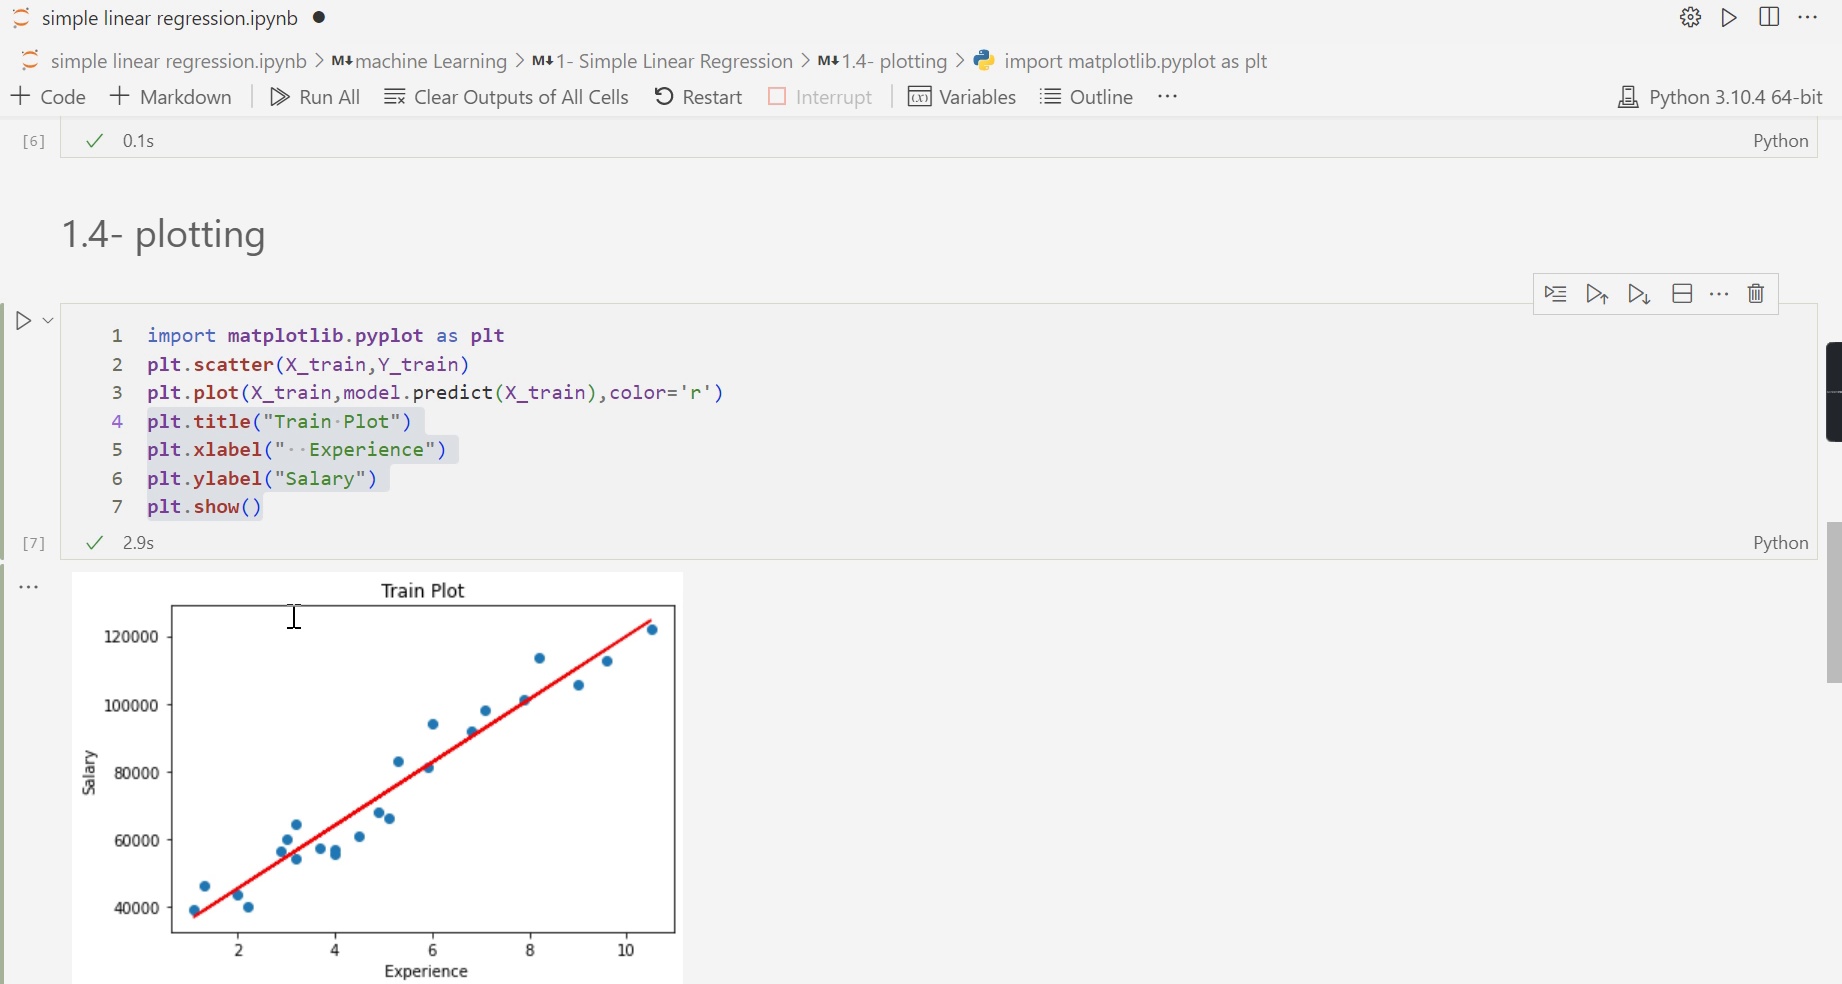 simple linear regression.ipynb ●
simple linear regression.ipynb > M↓ machine Learning > M↓ 1- Simple Linear Regression > M↓ 1.4- plotting > import matplotlib.pyplot as plt
+ Code + Markdown Run All Clear Outputs of All Cells Restart Interrupt Variables Outline ··· Python 3.10.4 64-bit
[6] ✓ 0.1s Python
1.4- plotting
1 import matplotlib.pyplot as plt
2 plt.scatter(X_train,Y_train)
3 plt.plot(X_train,model.predict(X_train),color='r')
4 plt.title("Train·Plot")
5 plt.xlabel("··Experience")
6 plt.ylabel("Salary")
7 plt.show()
[7] ✓ 2.9s Python
Train Plot
120000
100000
80000
60000
40000
Salary
2 4 6 8 10
Experience